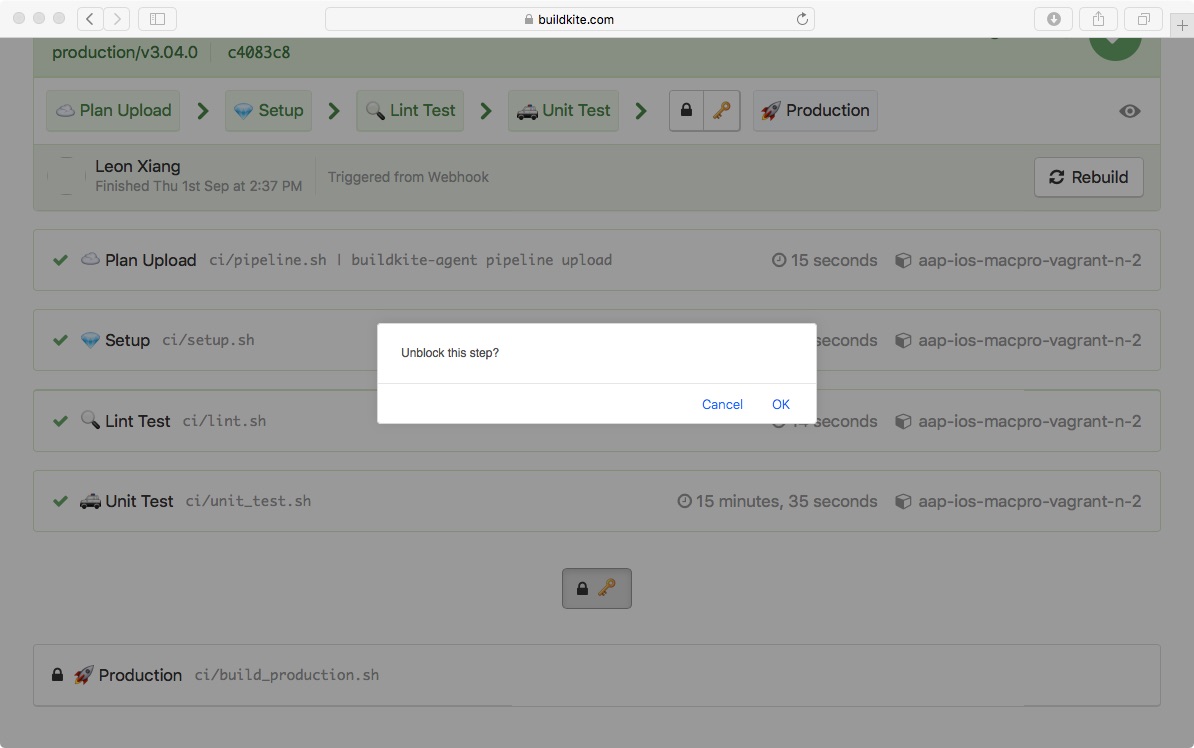 buildkite.com
production/v3.04.0 c4083c8
Plan Upload Setup Lint Test Unit Test Production
Leon Xiang
Finished Thu 1st Sep at 2:37 PM Triggered from Webhook Rebuild
Plan Upload ci/pipeline.sh | buildkite-agent pipeline upload 15 seconds aap-ios-macpro-vagrant-n-2
Setup ci/setup.sh seconds aap-ios-macpro-vagrant-n-2
Unblock this step?
Cancel OK
Lint Test ci/lint.sh 14 seconds aap-ios-macpro-vagrant-n-2
Unit Test ci/unit_test.sh 15 minutes, 35 seconds aap-ios-macpro-vagrant-n-2
Production ci/build_production.sh